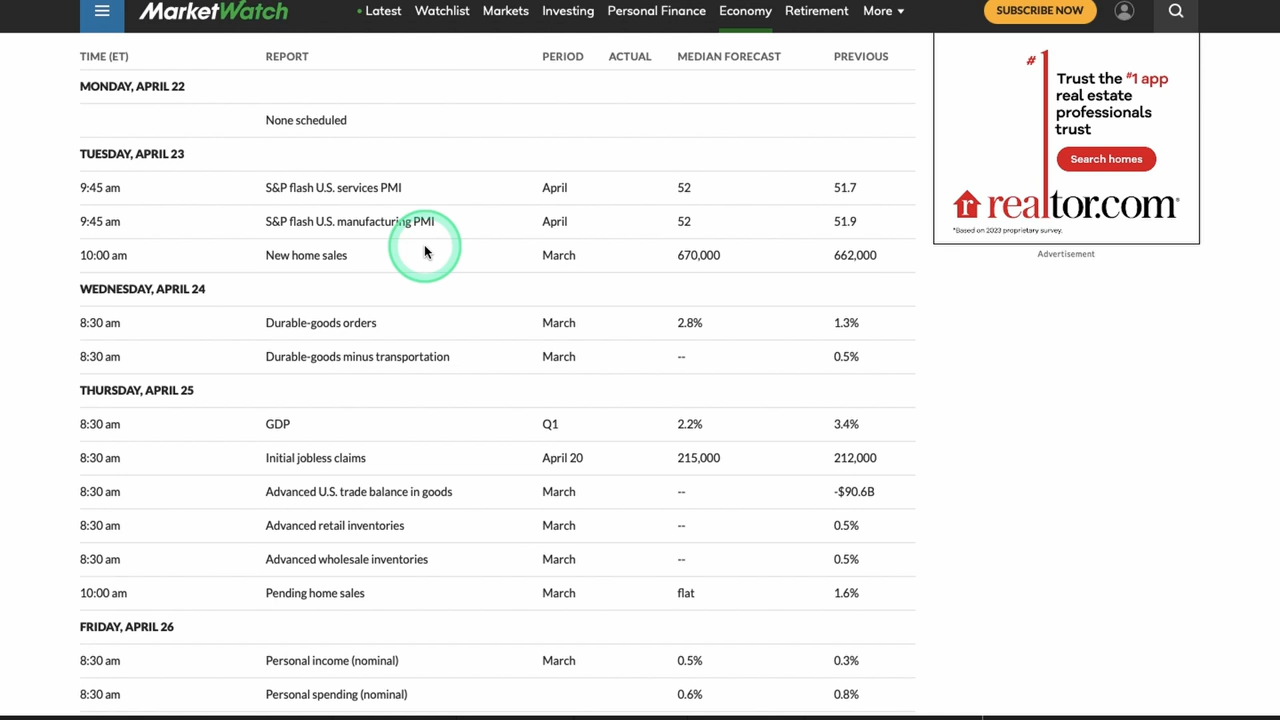 MarketWatch
• Latest Watchlist Markets Investing Personal Finance Economy Retirement More
SUBSCRIBE NOW
TIME (ET) REPORT PERIOD ACTUAL MEDIAN FORECAST PREVIOUS
MONDAY, APRIL 22
None scheduled
TUESDAY, APRIL 23
9:45 am S&P flash U.S. services PMI April 52 51.7
9:45 am S&P flash U.S. manufacturing PMI April 52 51.9
10:00 am New home sales March 670,000 662,000
WEDNESDAY, APRIL 24
8:30 am Durable-goods orders March 2.8% 1.3%
8:30 am Durable-goods minus transportation March -- 0.5%
THURSDAY, APRIL 25
8:30 am GDP Q1 2.2% 3.4%
8:30 am Initial jobless claims April 20 215,000 212,000
8:30 am Advanced U.S. trade balance in goods March -- -$90.6B
8:30 am Advanced retail inventories March -- 0.5%
8:30 am Advanced wholesale inventories March -- 0.5%
10:00 am Pending home sales March flat 1.6%
FRIDAY, APRIL 26
8:30 am Personal income (nominal) March 0.5% 0.3%
8:30 am Personal spending (nominal) 0.6% 0.8%
#1
Trust the #1 app
real estate
professionals
trust
Search homes
r realtor.com®
*Based on 2023 proprietary survey.
Advertisement